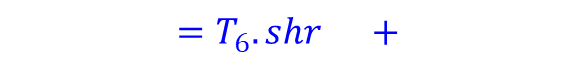 = T₆.shr +